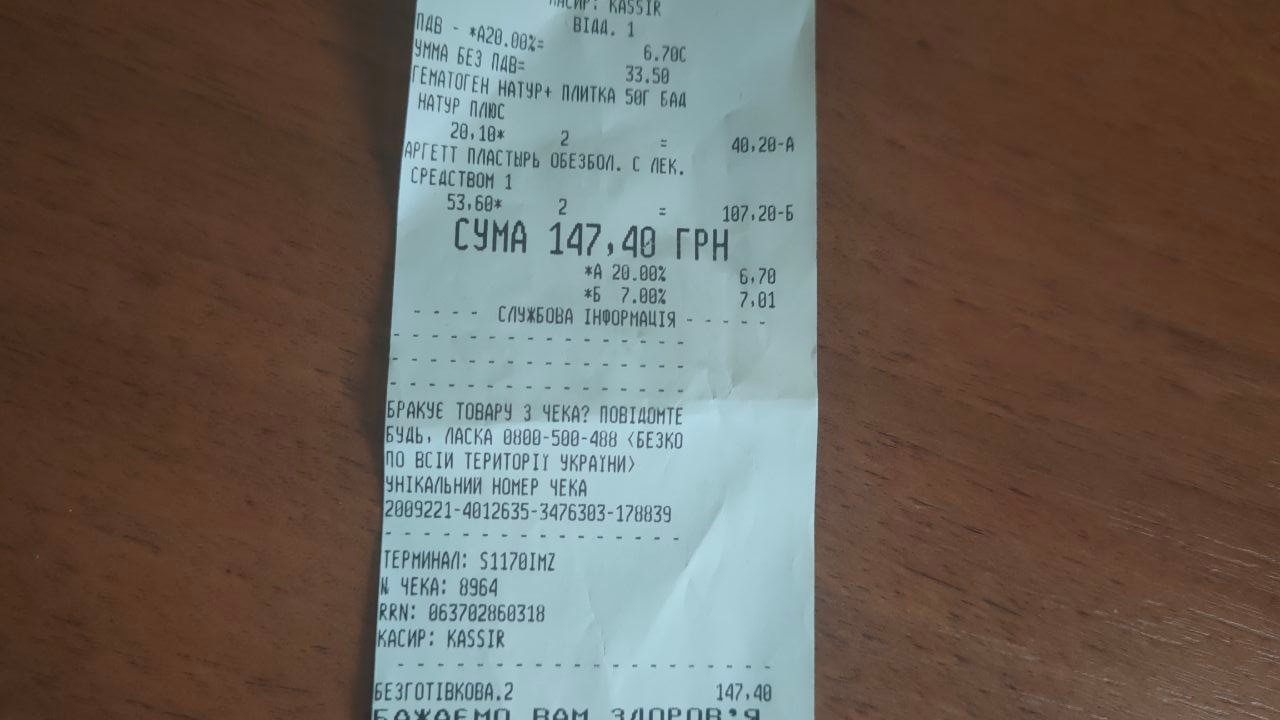 КАСИР: KASSIR
ВІДД. 1
ПДВ - *А20.00%= 6.70С
УММА БЕЗ ПДВ= 33.50
ГЕМАТОГЕН НАТУР+ ПЛИТКА 50Г БАД
НАТУР ПЛЮС
20,10* 2 = 40,20-А
АРГЕТТ ПЛАСТЫРЬ ОБЕЗБОЛ. С ЛЕК.
СРЕДСТВОМ 1
53,60* 2 = 107,20-Б
СУМА 147,40 ГРН
*А 20.00% 6,70
*Б 7.00% 7,01
- - - - СЛУЖБОВА ІНФОРМАЦІЯ - - - - -
- - - - - - - - - - - - - - - -
- - - - - - - - - - - - - - - -
- - - - - - - - - - - - - - - -
БРАКУЄ ТОВАРУ З ЧЕКА? ПОВІДОМТЕ
БУДЬ, ЛАСКА 0800-500-488 <БЕЗКО
ПО ВСІЙ ТЕРИТОРІЇ УКРАЇНИ>
УНІКАЛЬНИЙ НОМЕР ЧЕКА
2009221-4012635-3476303-178839
- - - - - - - - - - - - - - - -
ТЕРМИНАЛ: S1170IMZ
№ ЧЕКА: 8964
RRN: 063702860318
КАСИР: KASSIR
- - - - - - - - - - - - - - - - - - - -
БЕЗГОТІВКОВА.2 147,40
БАЖАЄМО ВАМ ЗДОРОВ'Я